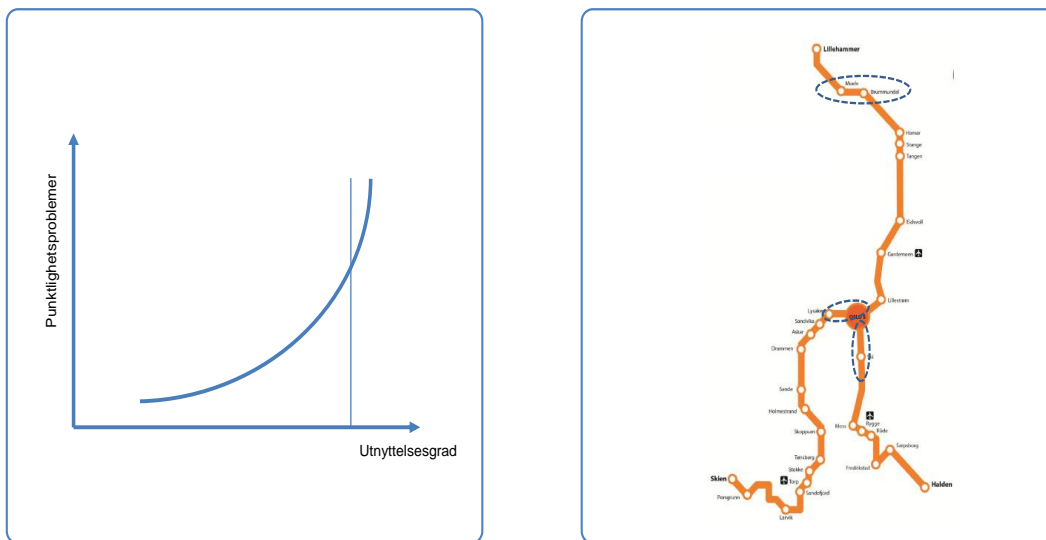 Punktlighetsproblemer
Utnyttelsesgrad
Lillehammer
Moelv
Brumunddal
Hamar
Stange
Tangen
Eidsvoll
Gardermoen
Lillestrøm
Lysaker
Sandvika
Asker
OSLO S
Drammen
Ski
Sande
Holmestrand
Skoppum
Moss
Rygge
Råde
Sarpsborg
Fredrikstad
Halden
Tønsberg
Stokke
Torp
Sandefjord
Skien
Porsgrunn
Larvik